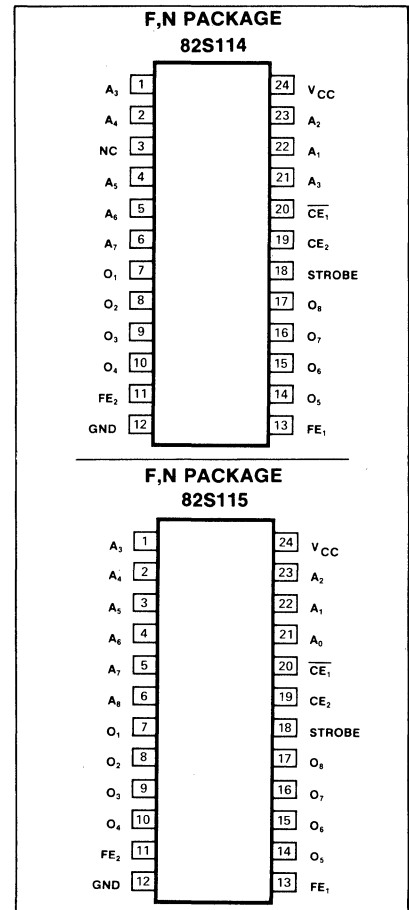 F,N PACKAGE
82S114
A₃ 1 24 VCC
A₄ 2 23 A₂
NC 3 22 A₁
A₅ 4 21 A₃
A₆ 5 20 C̅E̅₁
A₇ 6 19 CE₂
O₁ 7 18 STROBE
O₂ 8 17 O₈
O₃ 9 16 O₇
O₄ 10 15 O₆
FE₂ 11 14 O₅
GND 12 13 FE₁
F,N PACKAGE
82S115
A₃ 1 24 VCC
A₄ 2 23 A₂
A₅ 3 22 A₁
A₆ 4 21 A₀
A₇ 5 20 C̅E̅₁
A₈ 6 19 CE₂
O₁ 7 18 STROBE
O₂ 8 17 O₈
O₃ 9 16 O₇
O₄ 10 15 O₆
FE₂ 11 14 O₅
GND 12 13 FE₁